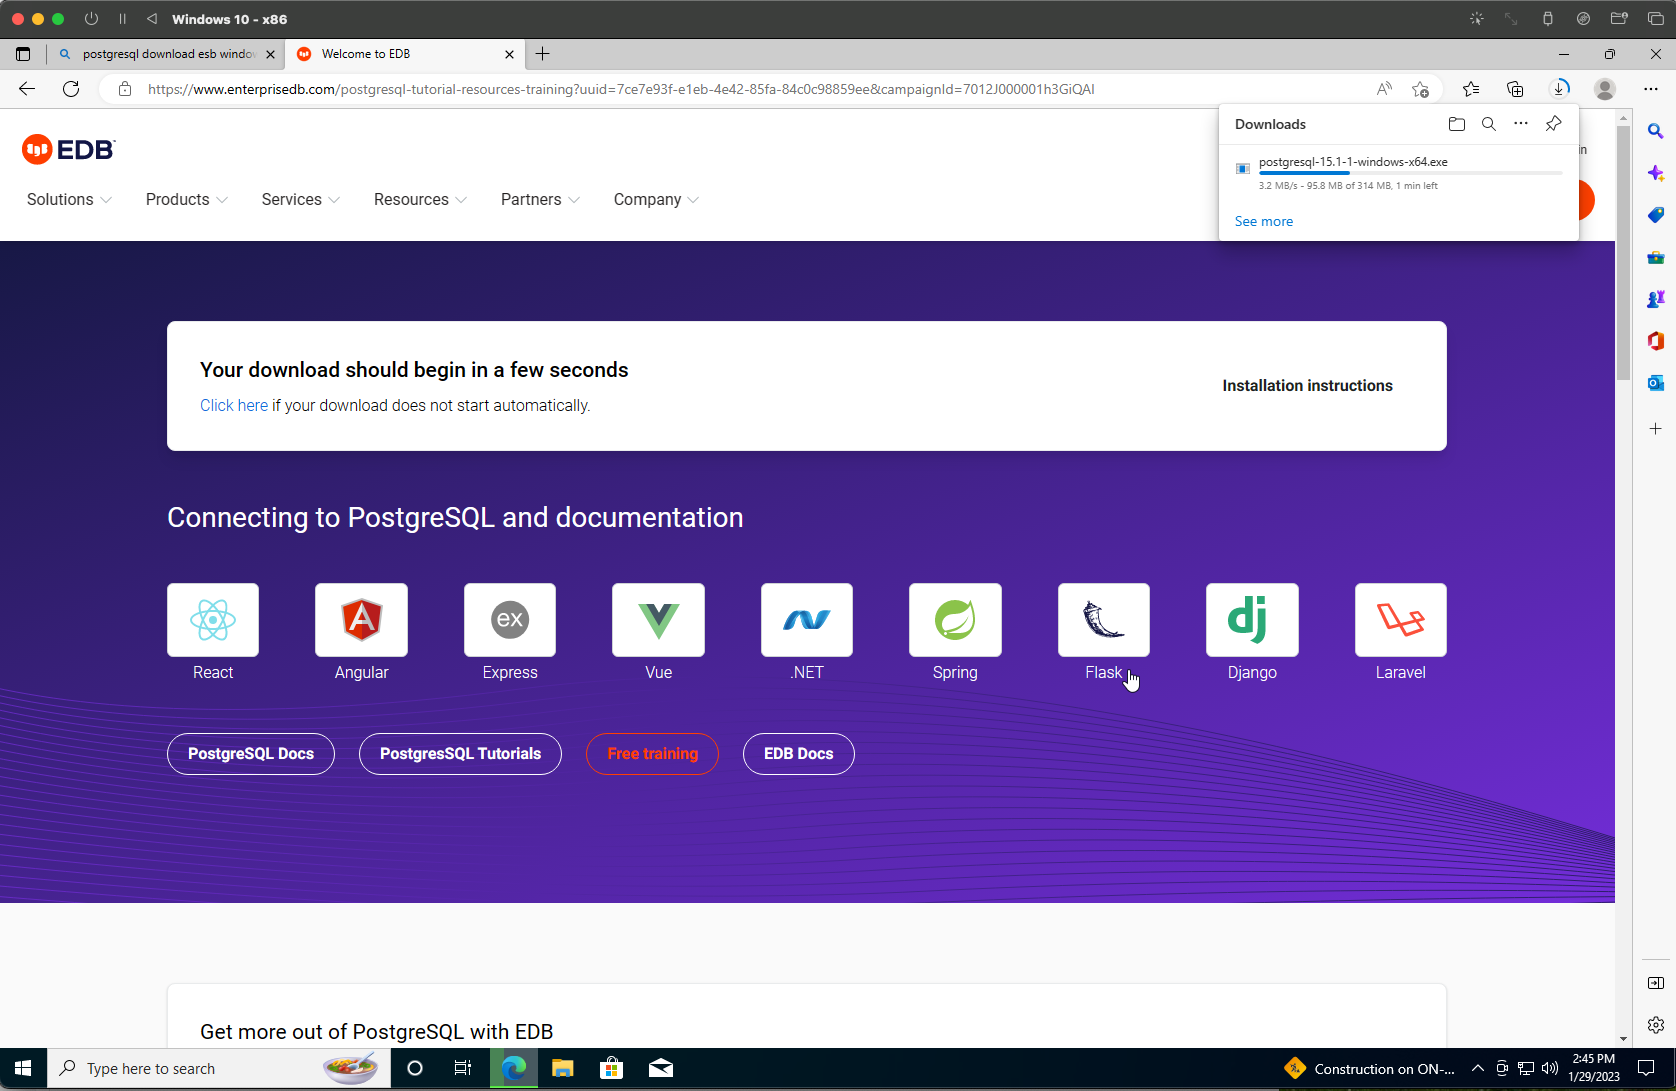 Windows 10 - x86
postgresql download esb window
Welcome to EDB
https://www.enterprisedb.com/postgresql-tutorial-resources-training?uuid=7ce7e93f-e1eb-4e42-85fa-84c0c98859ee&campaignId=7012J000001h3GiQAI
Downloads
postgresql-15.1-1-windows-x64.exe
3.2 MB/s - 95.8 MB of 314 MB, 1 min left
See more
in
EDB
Solutions
Products
Services
Resources
Partners
Company
Your download should begin in a few seconds
Click here if your download does not start automatically.
Installation instructions
Connecting to PostgreSQL and documentation
ex
dj
React
Angular
Express
Vue
.NET
Spring
Flask
Django
Laravel
PostgreSQL Docs
PostgresSQL Tutorials
Free training
EDB Docs
Get more out of PostgreSQL with EDB
Type here to search
Construction on ON-...
2:45 PM
1/29/2023